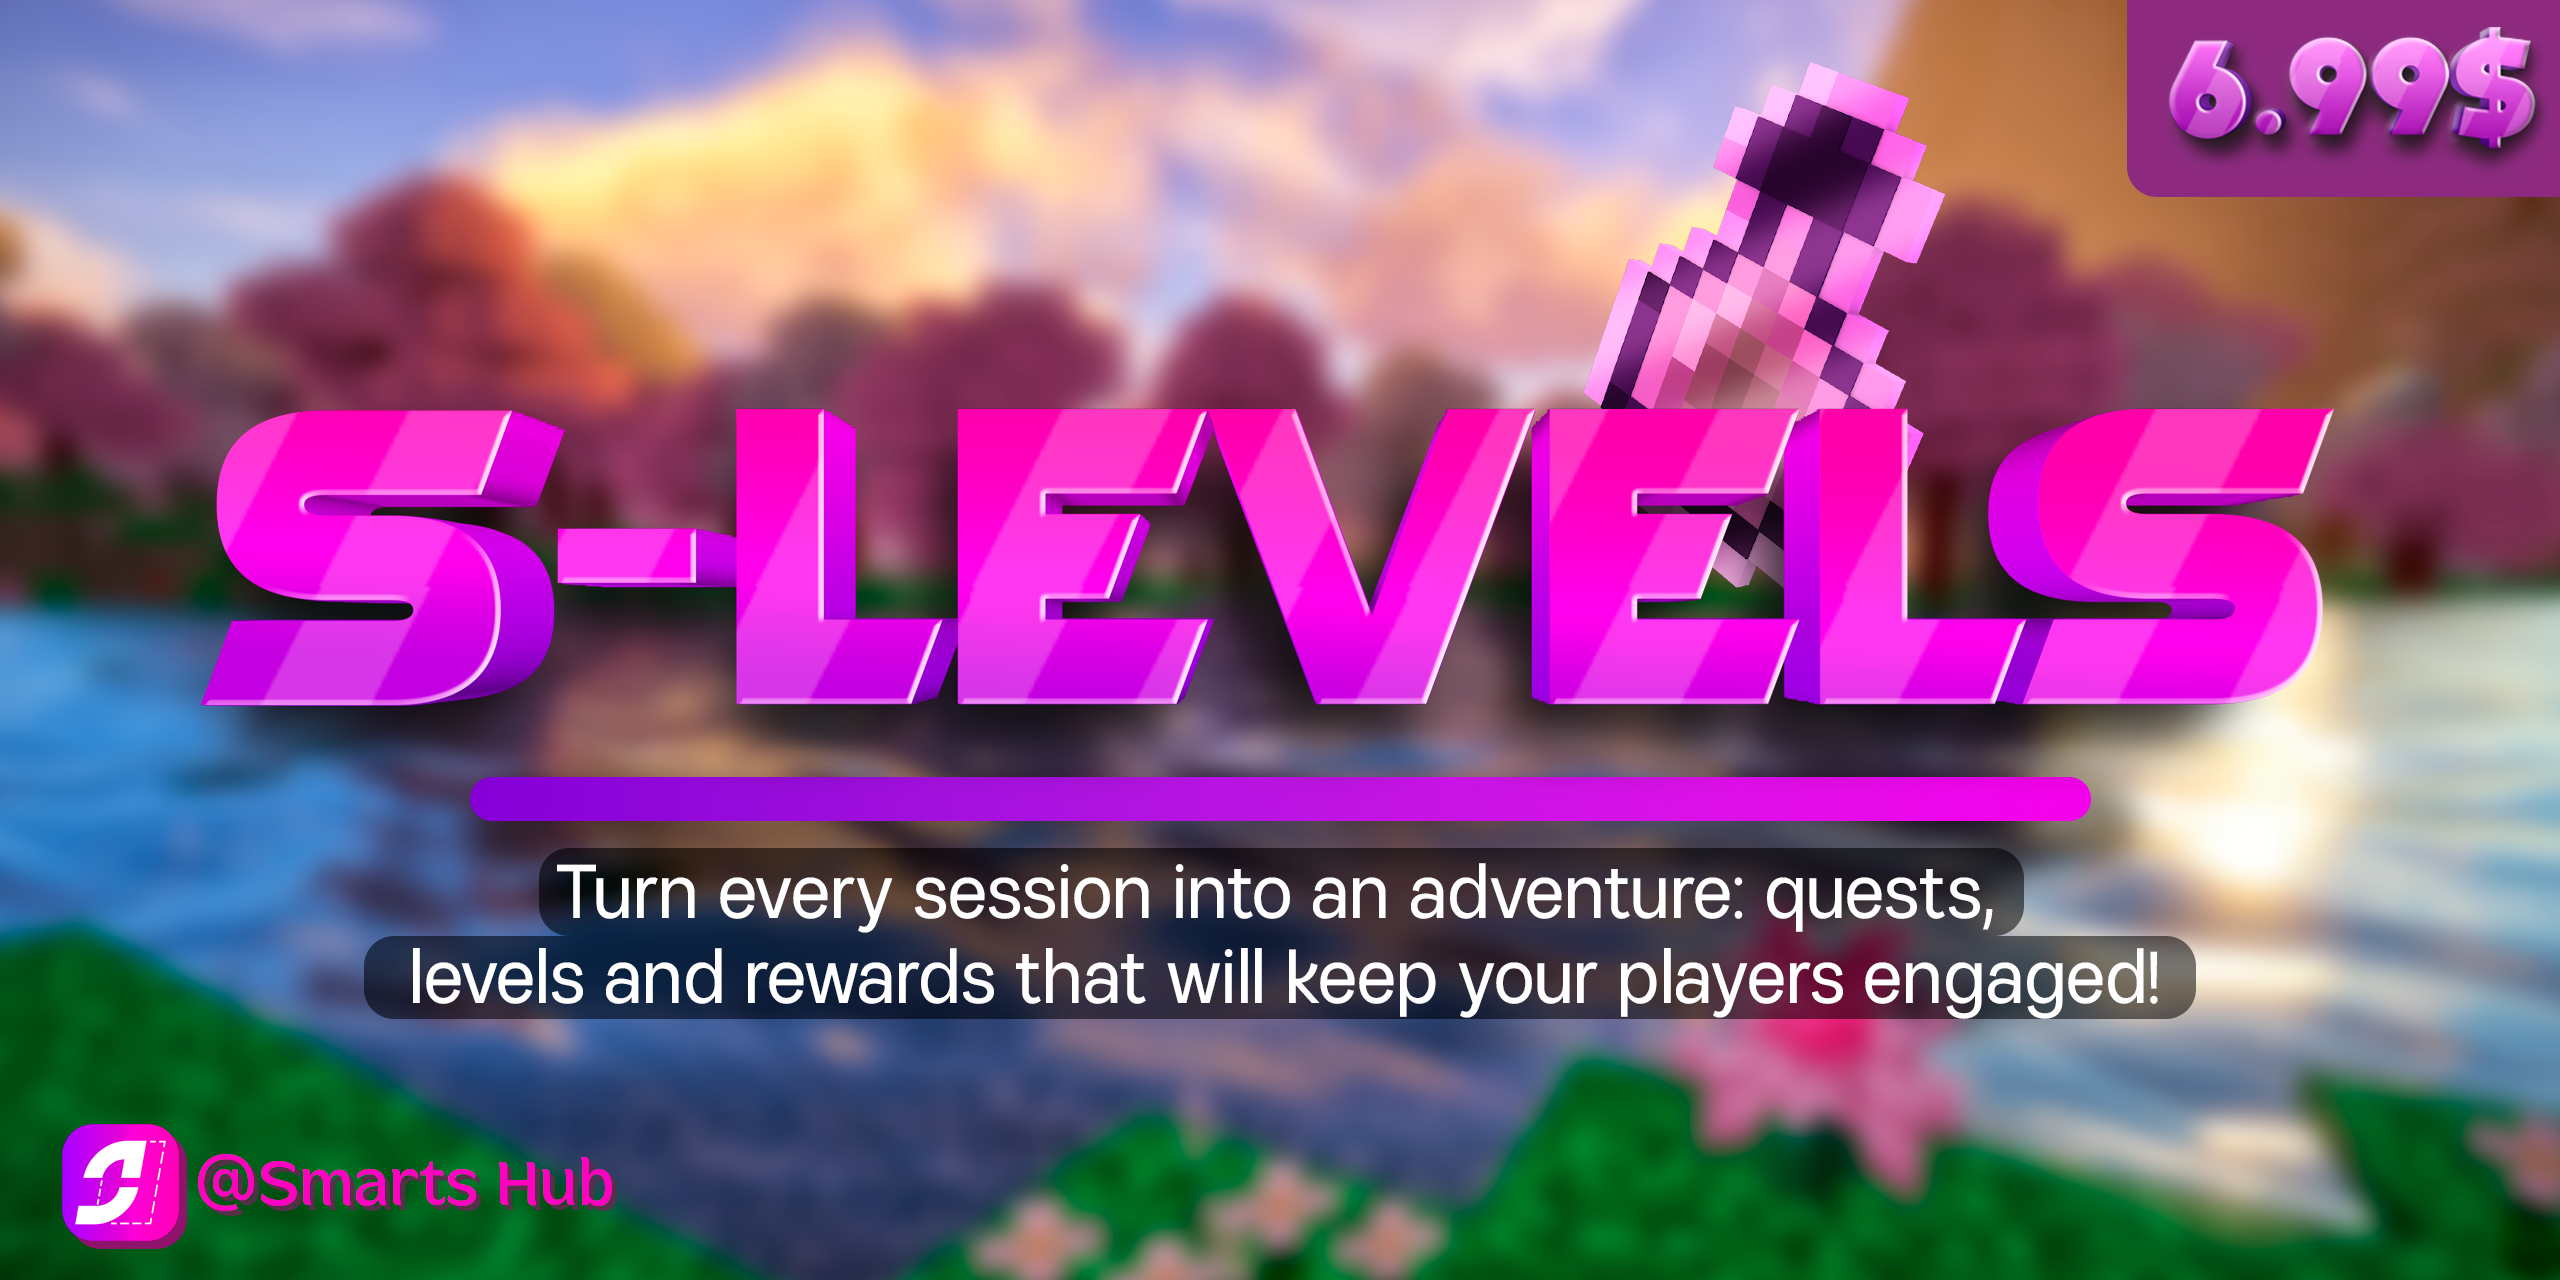 6.99$
S-LEVELS
Turn every session into an adventure: quests,
levels and rewards that will keep your players engaged!
@Smarts Hub